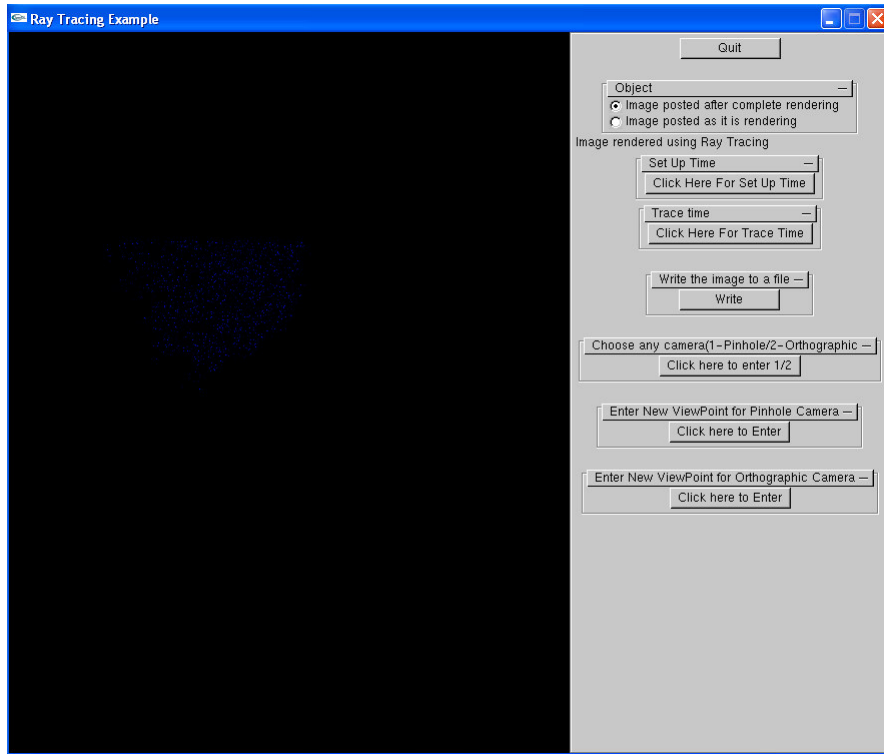 Ray Tracing Example
Quit
Object
Image posted after complete rendering
Image posted as it is rendering
Image rendered using Ray Tracing
Set Up Time
Click Here For Set Up Time
Trace time
Click Here For Trace Time
Write the image to a file
Write
Choose any camera(1-Pinhole/2-Orthographic
Click here to enter 1/2
Enter New ViewPoint for Pinhole Camera
Click here to Enter
Enter New ViewPoint for Orthographic Camera
Click here to Enter